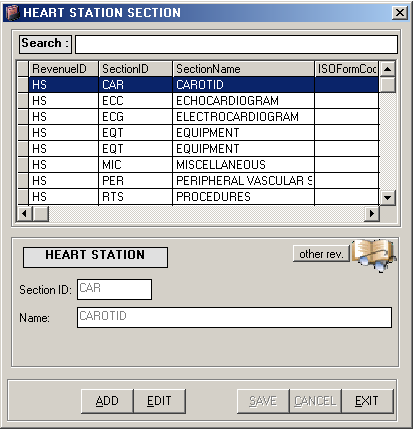 HEART STATION SECTION
Search :
RevenueID SectionID SectionName ISOFormCod
HS CAR CAROTID
HS ECC ECHOCARDIOGRAM
HS ECG ELECTROCARDIOGRAM
HS EQT EQUIPMENT
HS EQT EQUIPMENT
HS MIC MISCELLANEOUS
HS PER PERIPHERAL VASCULAR S
HS RTS PROCEDURES
HEART STATION other rev.
Section ID: CAR
Name: CAROTID
ADD EDIT SAVE CANCEL EXIT